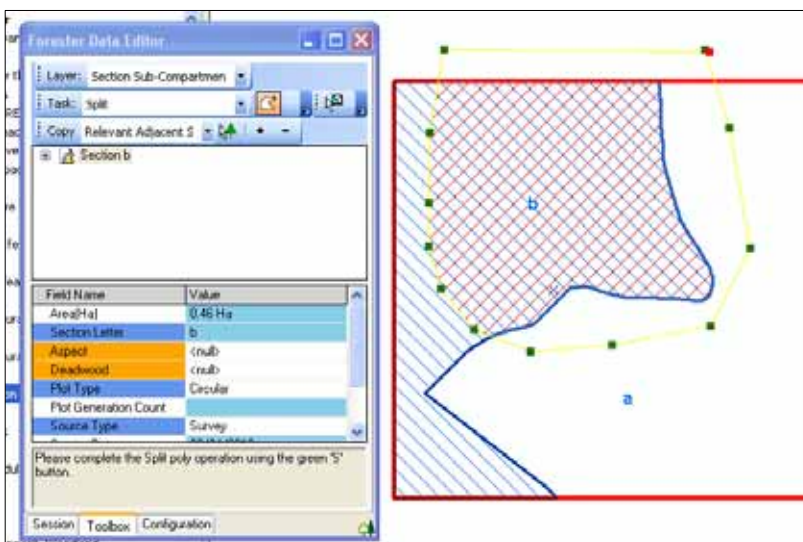 Forester Data Editor
Layer: Section Sub-Compartmen
Task: Split
Copy Relevant Adjacent S + -
Section b
Field Name Value
Area(Ha) 0.46 Ha
Section Letter b
Aspect <null>
Deadwood <null>
Plot Type Circular
Plot Generation Count
Source Type Survey
Please complete the Split poly operation using the green "S"
button.
Session Toolbox Configuration
b
a